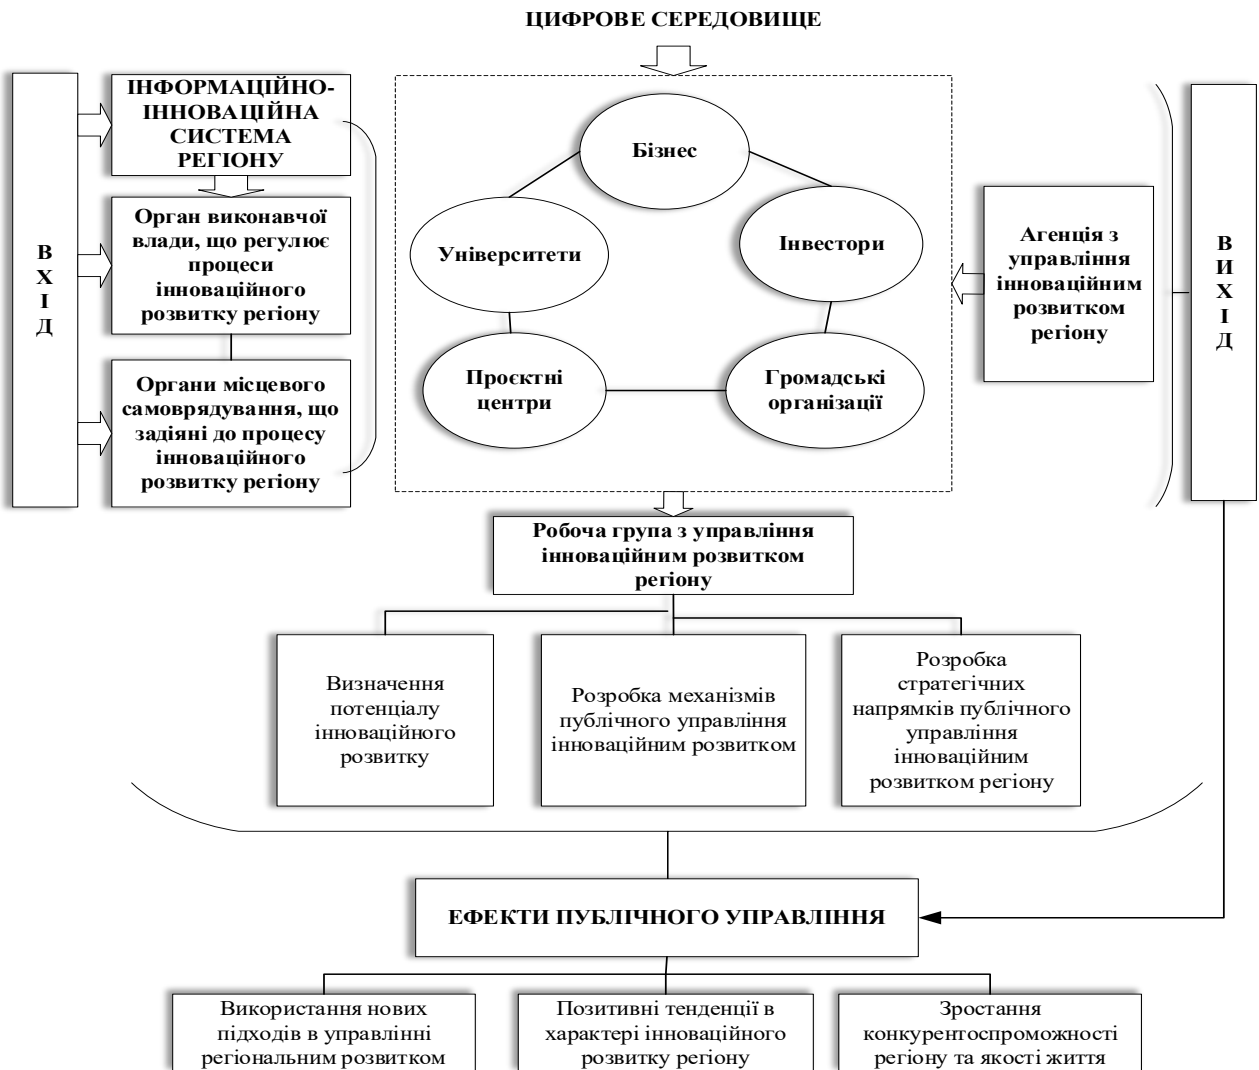 ЦИФРОВЕ СЕРЕДОВИЩЕ
В
Х
І
Д
ІНФОРМАЦІЙНО-
ІННОВАЦІЙНА
СИСТЕМА
РЕГІОНУ
Орган виконавчої
влади, що регулює
процеси
інноваційного
розвитку регіону
Органи місцевого
самоврядування, що
задіяні до процесу
інноваційного
розвитку регіону
Бізнес
Університети
Інвестори
Проєктні
центри
Громадські
організації
Агенція з
управління
інноваційним
розвитком
регіону
В
И
Х
І
Д
Робоча група з управління
інноваційним розвитком
регіону
Визначення
потенціалу
інноваційного
розвитку
Розробка механізмів
публічного управління
інноваційним розвитком
Розробка
стратегічних
напрямків публічного
управління
інноваційним
розвитком регіону
ЕФЕКТИ ПУБЛІЧНОГО УПРАВЛІННЯ
Використання нових
підходів в управлінні
регіональним розвитком
Позитивні тенденції в
характері інноваційного
розвитку регіону
Зростання
конкурентоспроможності
регіону та якості життя